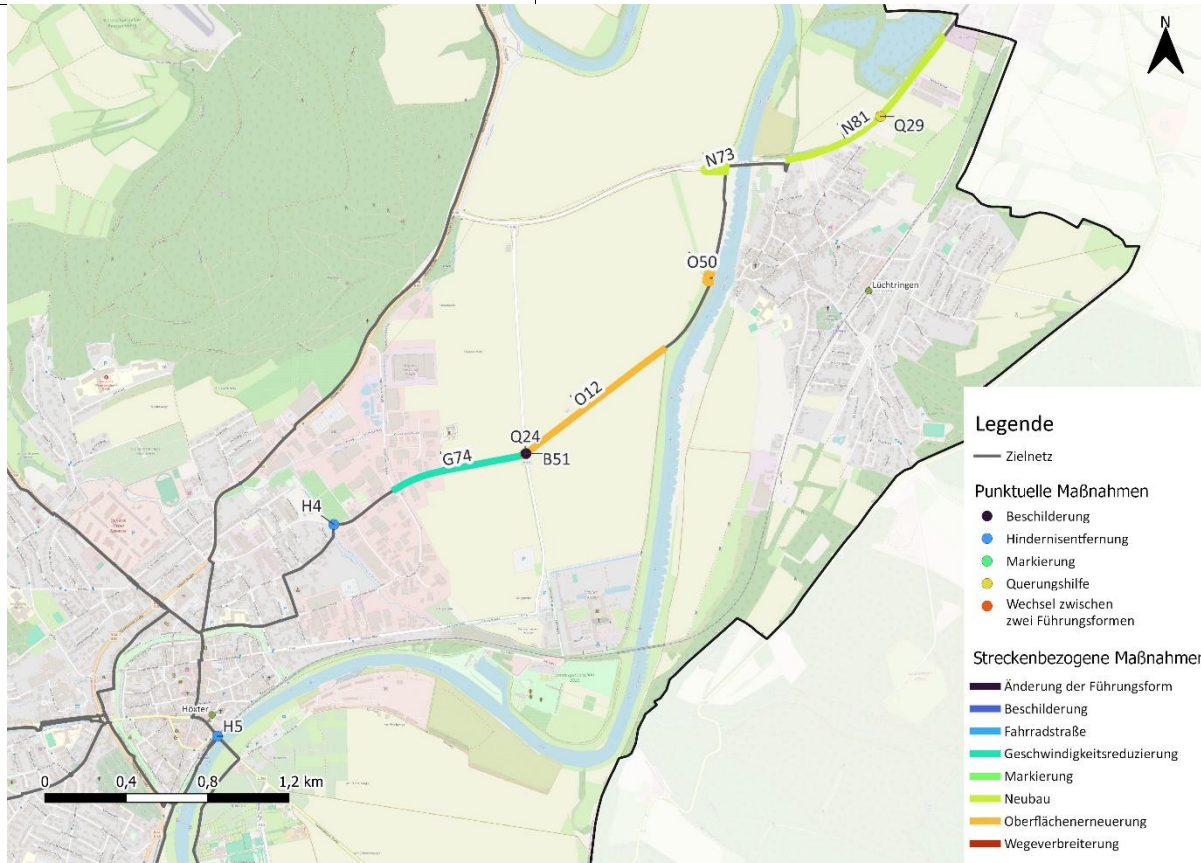 N
N81
Q29
N73
O50
Lüchtringen
O12
Q24
B51
G74
H4
Höxter
H5
0 0,4 0,8 1,2 km
Legende
Zielnetz
Punktuelle Maßnahmen
Beschilderung
Hindernisentfernung
Markierung
Querungshilfe
Wechsel zwischen
zwei Führungsformen
Streckenbezogene Maßnahmen
Änderung der Führungsform
Beschilderung
Fahrradstraße
Geschwindigkeitsreduzierung
Markierung
Neubau
Oberflächenerneuerung
Wegeverbreiterung